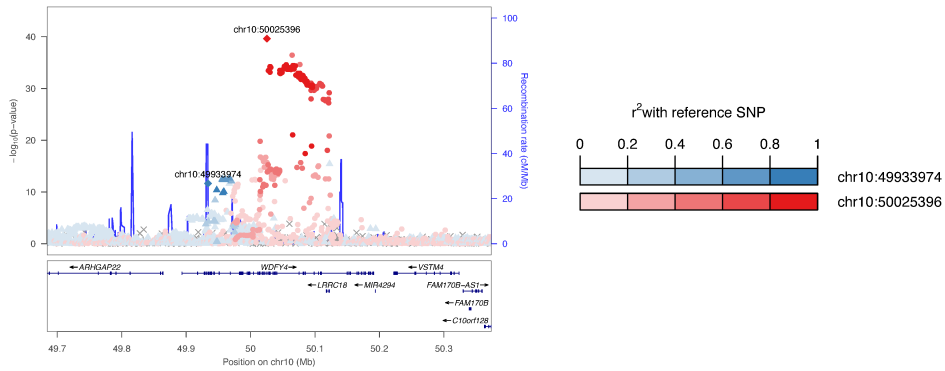 chr10:50025396
chr10:49933974
40
30
20
10
0
− log10(p−value)
100
80
60
40
20
0
Recombination rate (cM/Mb)
ARHGAP22
WDFY4
VSTM4
LRRC18
MIR4294
FAM170B−AS1
FAM170B
C10orf128
49.7 49.8 49.9 50 50.1 50.2 50.3
Position on chr10 (Mb)
r2with reference SNP
0 0.2 0.4 0.6 0.8 1
chr10:49933974
chr10:50025396